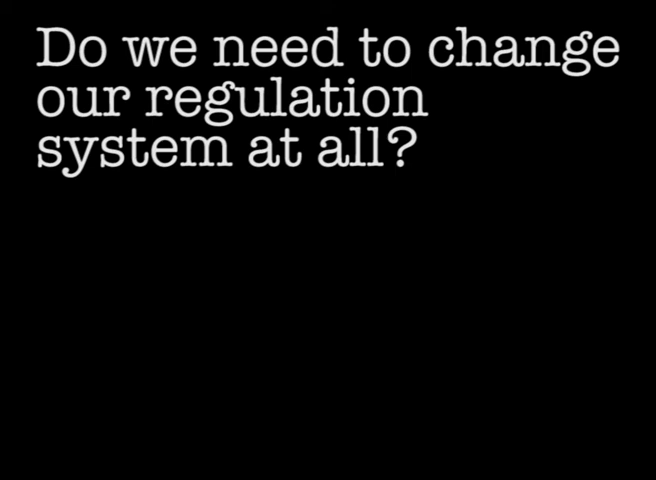 Do we need to change
our regulation
system at all?